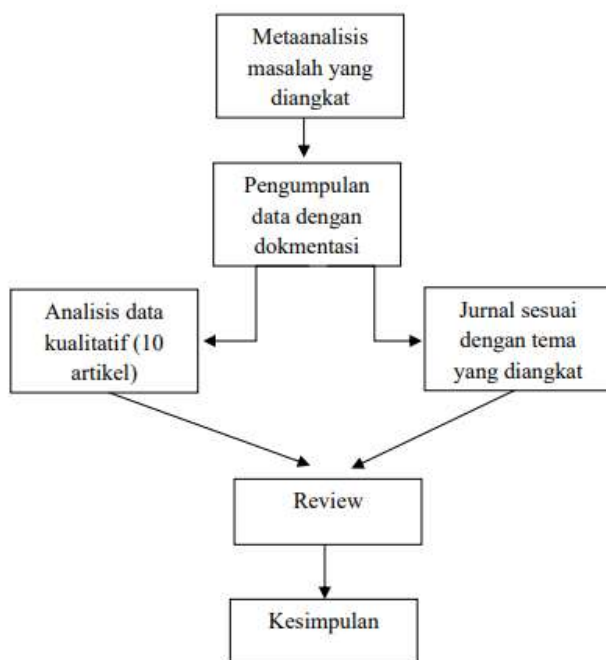 Metaanalisis
masalah yang
diangkat
Pengumpulan
data dengan
dokmentasi
Analisis data
kualitatif (10
artikel)
Jurnal sesuai
dengan tema
yang diangkat
Review
Kesimpulan